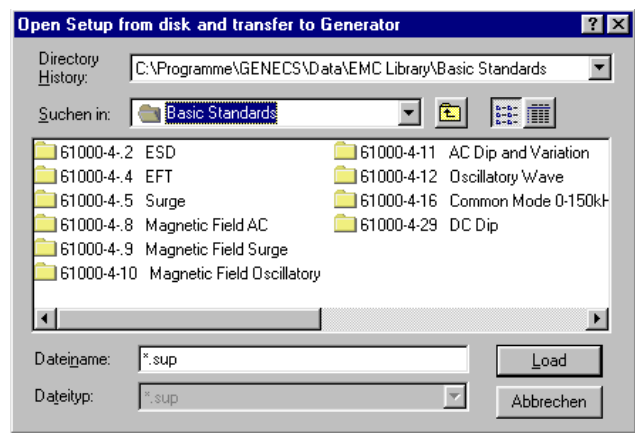 Open Setup from disk and transfer to Generator
Directory History:
C:\Programme\GENECS\Data\EMC Library\Basic Standards
Suchen in:
Basic Standards
61000-4-.2 ESD
61000-4-.4 EFT
61000-4-.5 Surge
61000-4-.8 Magnetic Field AC
61000-4-.9 Magnetic Field Surge
61000-4-10 Magnetic Field Oscillatory
61000-4-11 AC Dip and Variation
61000-4-12 Oscillatory Wave
61000-4-16 Common Mode 0-150kH
61000-4-29 DC Dip
Dateiname:
*.sup
Load
Dateityp:
*.sup
Abbrechen